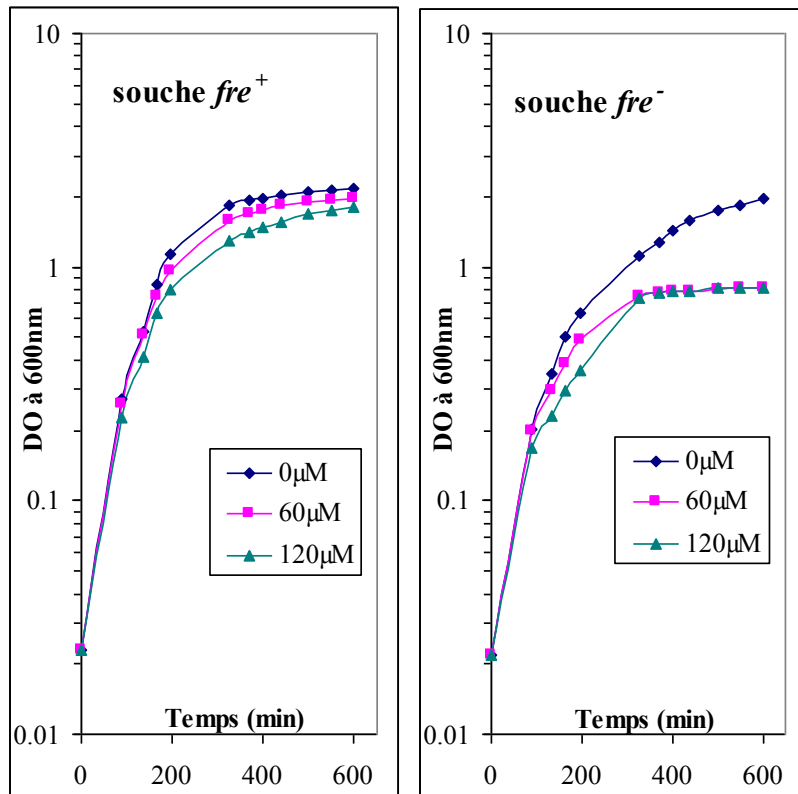 10
souche fre⁺
1
DO à 600nm
0.1
0µM
60µM
120µM
Temps (min)
0.01
0 200 400 600
10
souche fre⁻
1
DO à 600nm
0.1
0µM
60µM
120µM
Temps (min)
0.01
0 200 400 600